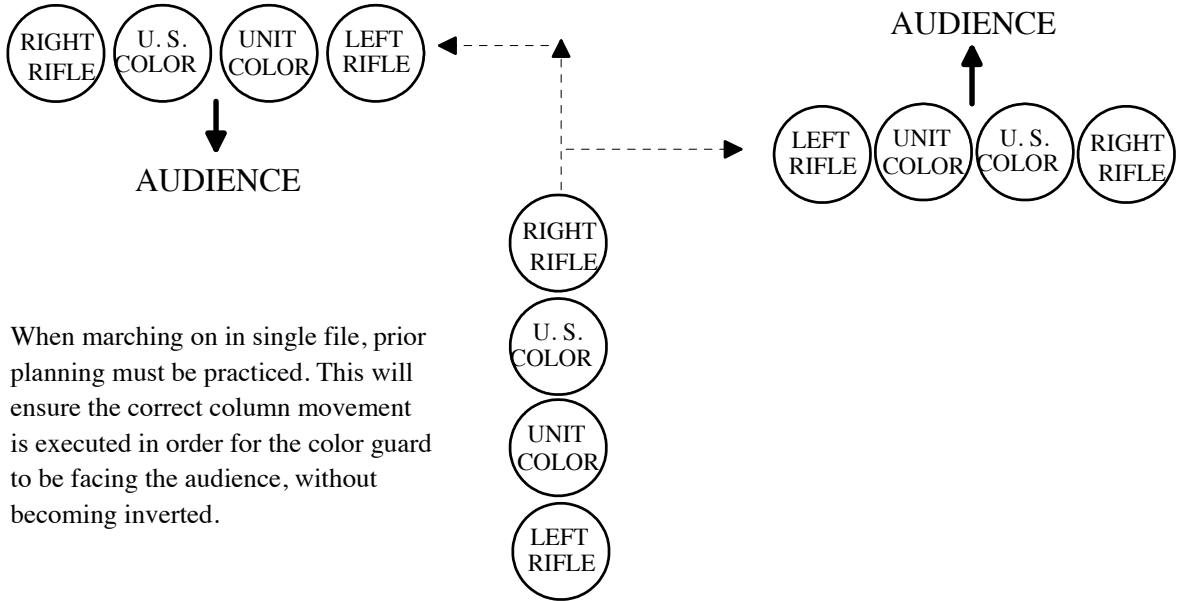 RIGHT
RIFLE
U. S.
COLOR
UNIT
COLOR
LEFT
RIFLE
AUDIENCE
AUDIENCE
LEFT
RIFLE
UNIT
COLOR
U. S.
COLOR
RIGHT
RIFLE
RIGHT
RIFLE
U. S.
COLOR
UNIT
COLOR
LEFT
RIFLE
When marching on in single file, prior
planning must be practiced. This will
ensure the correct column movement
is executed in order for the color guard
to be facing the audience, without
becoming inverted.